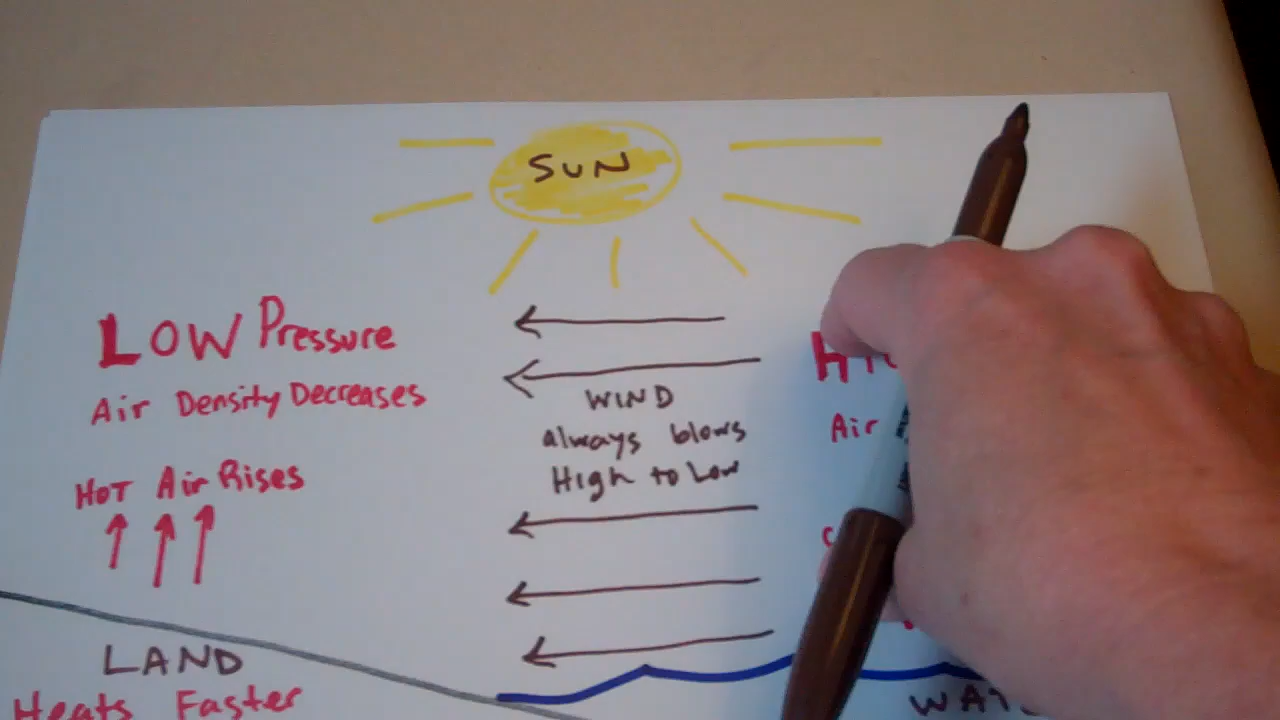 SUN
LOW Pressure
Air Density Decreases
HOT Air Rises
WIND
always blows
High to Low
Air
LAND
Heats Faster